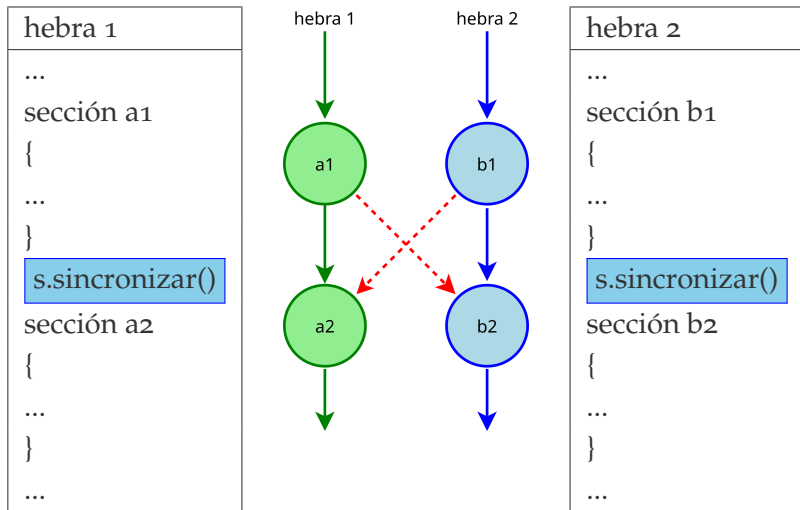 hebra 1
...
sección a1
{
...
}
s.sincronizar()
sección a2
{
...
}
...
hebra 1
hebra 2
a1
b1
a2
b2
hebra 2
...
sección b1
{
...
}
s.sincronizar()
sección b2
{
...
}
...